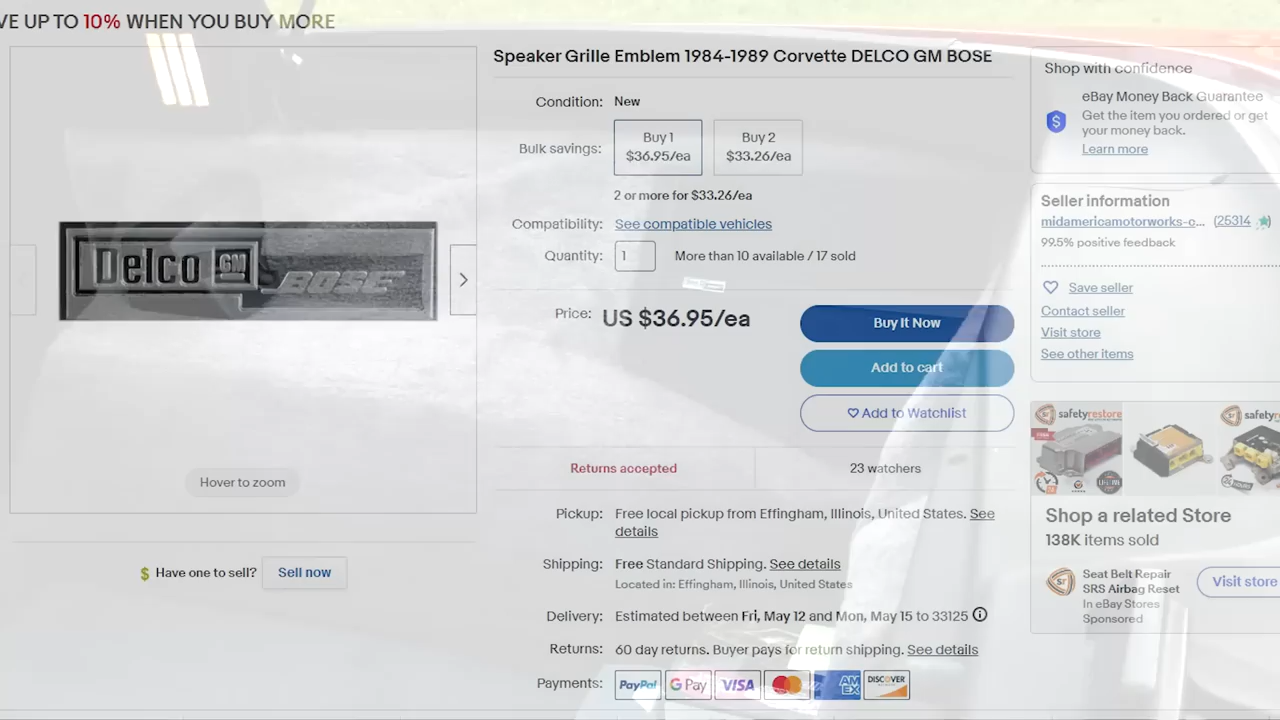 VE UP TO 10% WHEN YOU BUY MORE
Speaker Grille Emblem 1984-1989 Corvette DELCO GM BOSE
Condition: New
Bulk savings:
Buy 1
$36.95/ea
Buy 2
$33.26/ea
2 or more for $33.26/ea
Compatibility: See compatible vehicles
Quantity: 1 More than 10 available / 17 sold
Price: US $36.95/ea
Buy It Now
Add to cart
Add to Watchlist
Returns accepted
23 watchers
Pickup: Free local pickup from Effingham, Illinois, United States. See
details
Shipping: Free Standard Shipping. See details
Located in: Effingham, Illinois, United States
Delivery: Estimated between Fri, May 12 and Mon, May 15 to 33125
Returns: 60 day returns. Buyer pays for return shipping. See details
Payments: PayPal G Pay VISA AM EX DISCOVER
Delco GM BOSE
Hover to zoom
$ Have one to sell? Sell now
Shop with confidence
eBay Money Back Guarantee
Get the item you ordered or get
your money back.
Learn more
Seller information
midamericamotorworks-c... (25314)
99.5% positive feedback
Save seller
Contact seller
Visit store
See other items
safetyrestore
safetyr
Shop a related Store
138K items sold
Seat Belt Repair
SRS Airbag Reset
In eBay Stores
Sponsored
Visit store